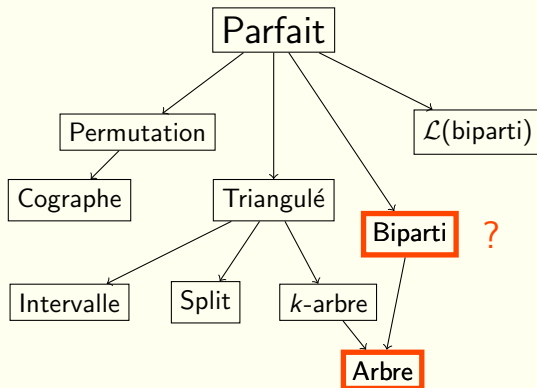 Parfait
Permutation
ℒ(biparti)
Cographe
Triangulé
Biparti
?
Intervalle
Split
k-arbre
Arbre